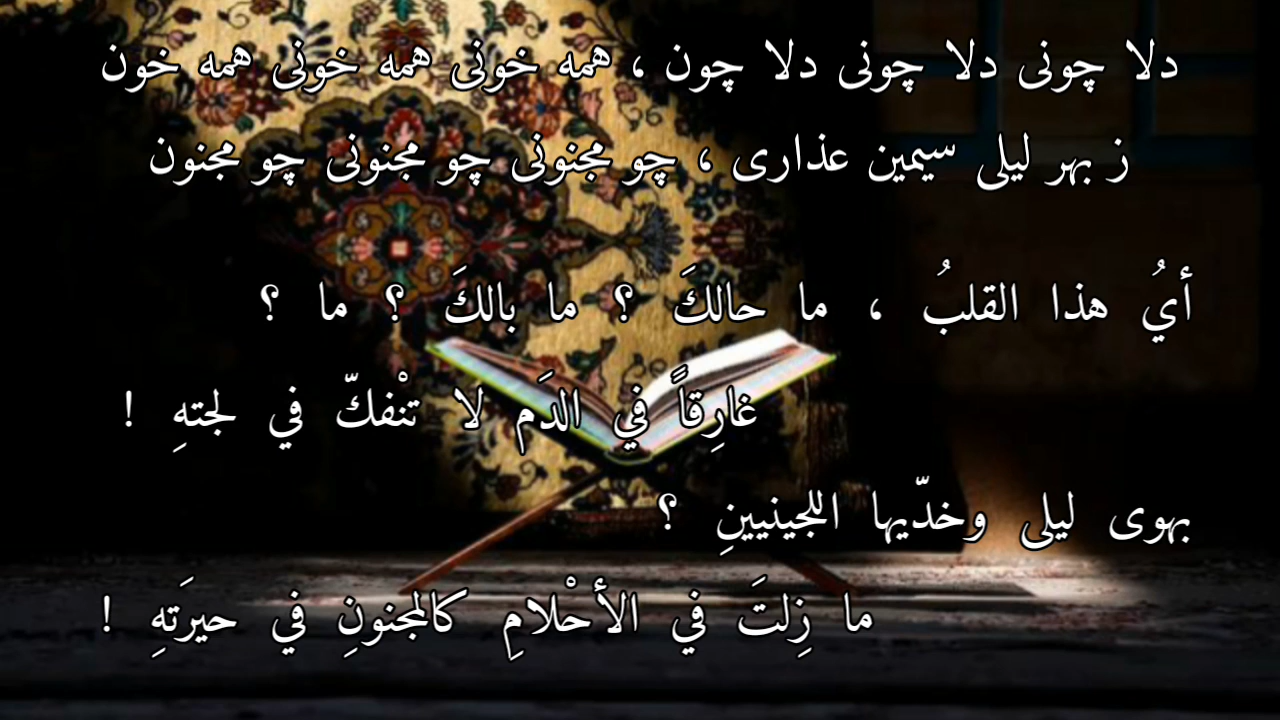 دلا چونی دلا چونی دلا چون ، همه خونی همه خونی همه خون
ز بهر لیلی سیمین عذاری ، چو مجنونی چو مجنونی چو مجنون
أيُ هذا القلبُ ، ما حالكَ ؟ ما بالكَ ؟ ما ؟
غارِقاً في الدَم لا تنْفكّ في لجتهِ !
بهوى ليلى وخدّيها اللجينيينِ ؟
ما زِلتَ في الأحْلامِ كالمجنونِ في حيرَتهِ !